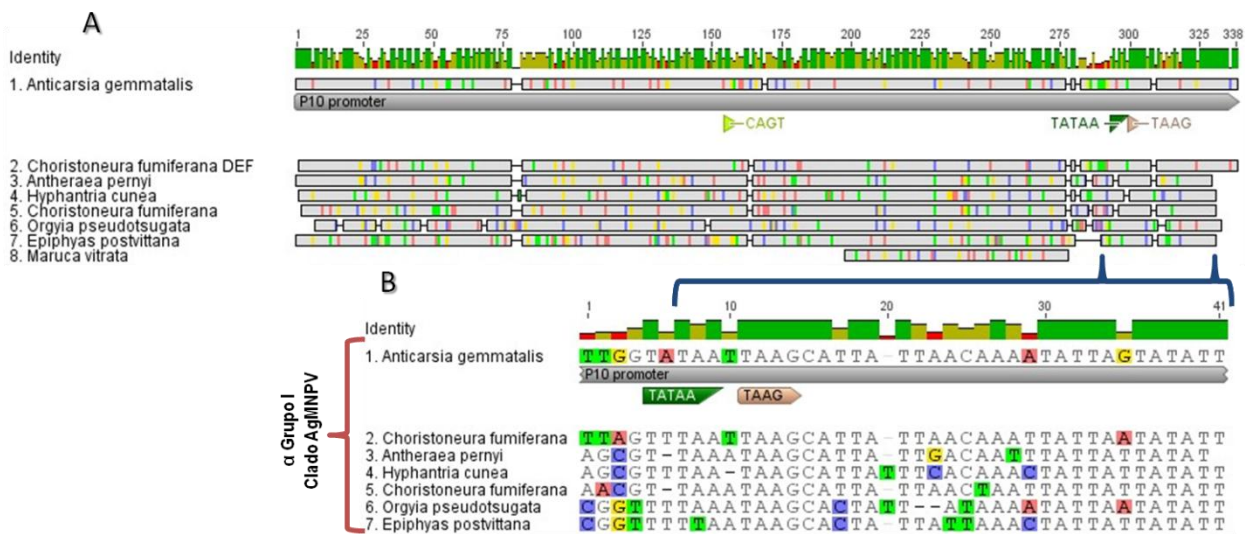 A
1 25 50 75 100 125 150 175 200 225 250 275 300 325 338
Identity
1. Anticarsia gemmatalis
P10 promoter
CAGT TATAA TAAG
2. Choristoneura fumiferana DEF
3. Antheraea pernyi
4. Hyphantria cunea
5. Choristoneura fumiferana
6. Orgyia pseudotsugata
7. Epiphyas postvittana
8. Maruca vitrata
B
1 10 20 30 41
Identity
1. Anticarsia gemmatalis TTGGTATAATTAAGCATTA-TTAACAAAATATTAGTATATT
P10 promoter
TATAA TAAG
α Grupo I
Clado AgMNPV
2. Choristoneura fumiferana TTAGTTTAATTAAGCATTA-TTAACAAATTATTAATATATT
3. Antheraea pernyi AGCGT-TAAATAAGCATTA-TTGACAATTTATTATTATATT
4. Hyphantria cunea AGCGTTTAA-TAAGCATTATTTCACAAACTATTATTATATT
5. Choristoneura fumiferana AACGT-TAAATAAGCATTA-TTAACTAATTATTATTATATT
6. Orgyia pseudotsugata CGGTTTTAAATAAGCACTATT--ATAAAATATTAATATATT
7. Epiphyas postvittana CGGTTTTTAATAAGCACTA-TTATTAAACTATTATTATATT